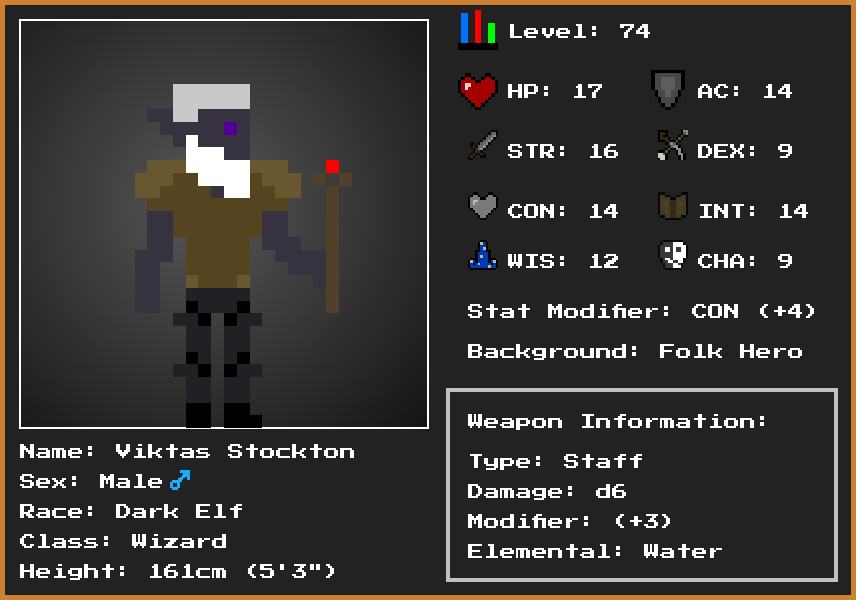 Level: 74
HP: 17 AC: 14
STR: 16 DEX: 9
CON: 14 INT: 14
WIS: 12 CHA: 9
Stat Modifier: CON (+4)
Background: Folk Hero
Weapon Information:
Type: Staff
Damage: d6
Modifier: (+3)
Elemental: Water
Name: Viktas Stockton
Sex: Male♂
Race: Dark Elf
Class: Wizard
Height: 161cm (5'3")